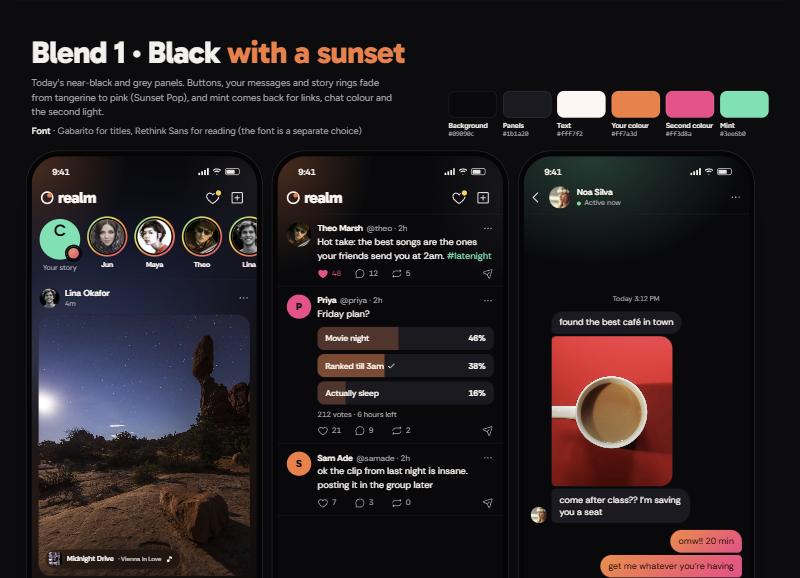 Blend 1 · Black with a sunset
Today's near-black and grey panels. Buttons, your messages and story rings fade
from tangerine to pink (Sunset Pop), and mint comes back for links, chat colour and
the second light.
Font · Gabarito for titles, Rethink Sans for reading (the font is a separate choice)
Background
#09090c
Panels
#1b1a20
Text
#fff7f2
Your colour
#ff7a3d
Second colour
#ff3d8a
Mint
#3ee6b0
9:41
realm
C
Your story
Jun
Maya
Theo
Lina
Lina Okafor
4m
Midnight Drive · Vienna In Love
9:41
realm
Theo Marsh @theo · 2h
Hot take: the best songs are the ones
your friends send you at 2am. #latenight
48 12 5
P
Priya @priya · 2h
Friday plan?
Movie night 46%
Ranked till 3am 38%
Actually sleep 16%
212 votes · 6 hours left
21 9 2
S
Sam Ade @samade · 2h
ok the clip from last night is insane.
posting it in the group later
7 3 0
9:41
Noa Silva
Active now
Today 3:12 PM
found the best café in town
come after class?? I'm saving
you a seat
omw!! 20 min
get me whatever you're having